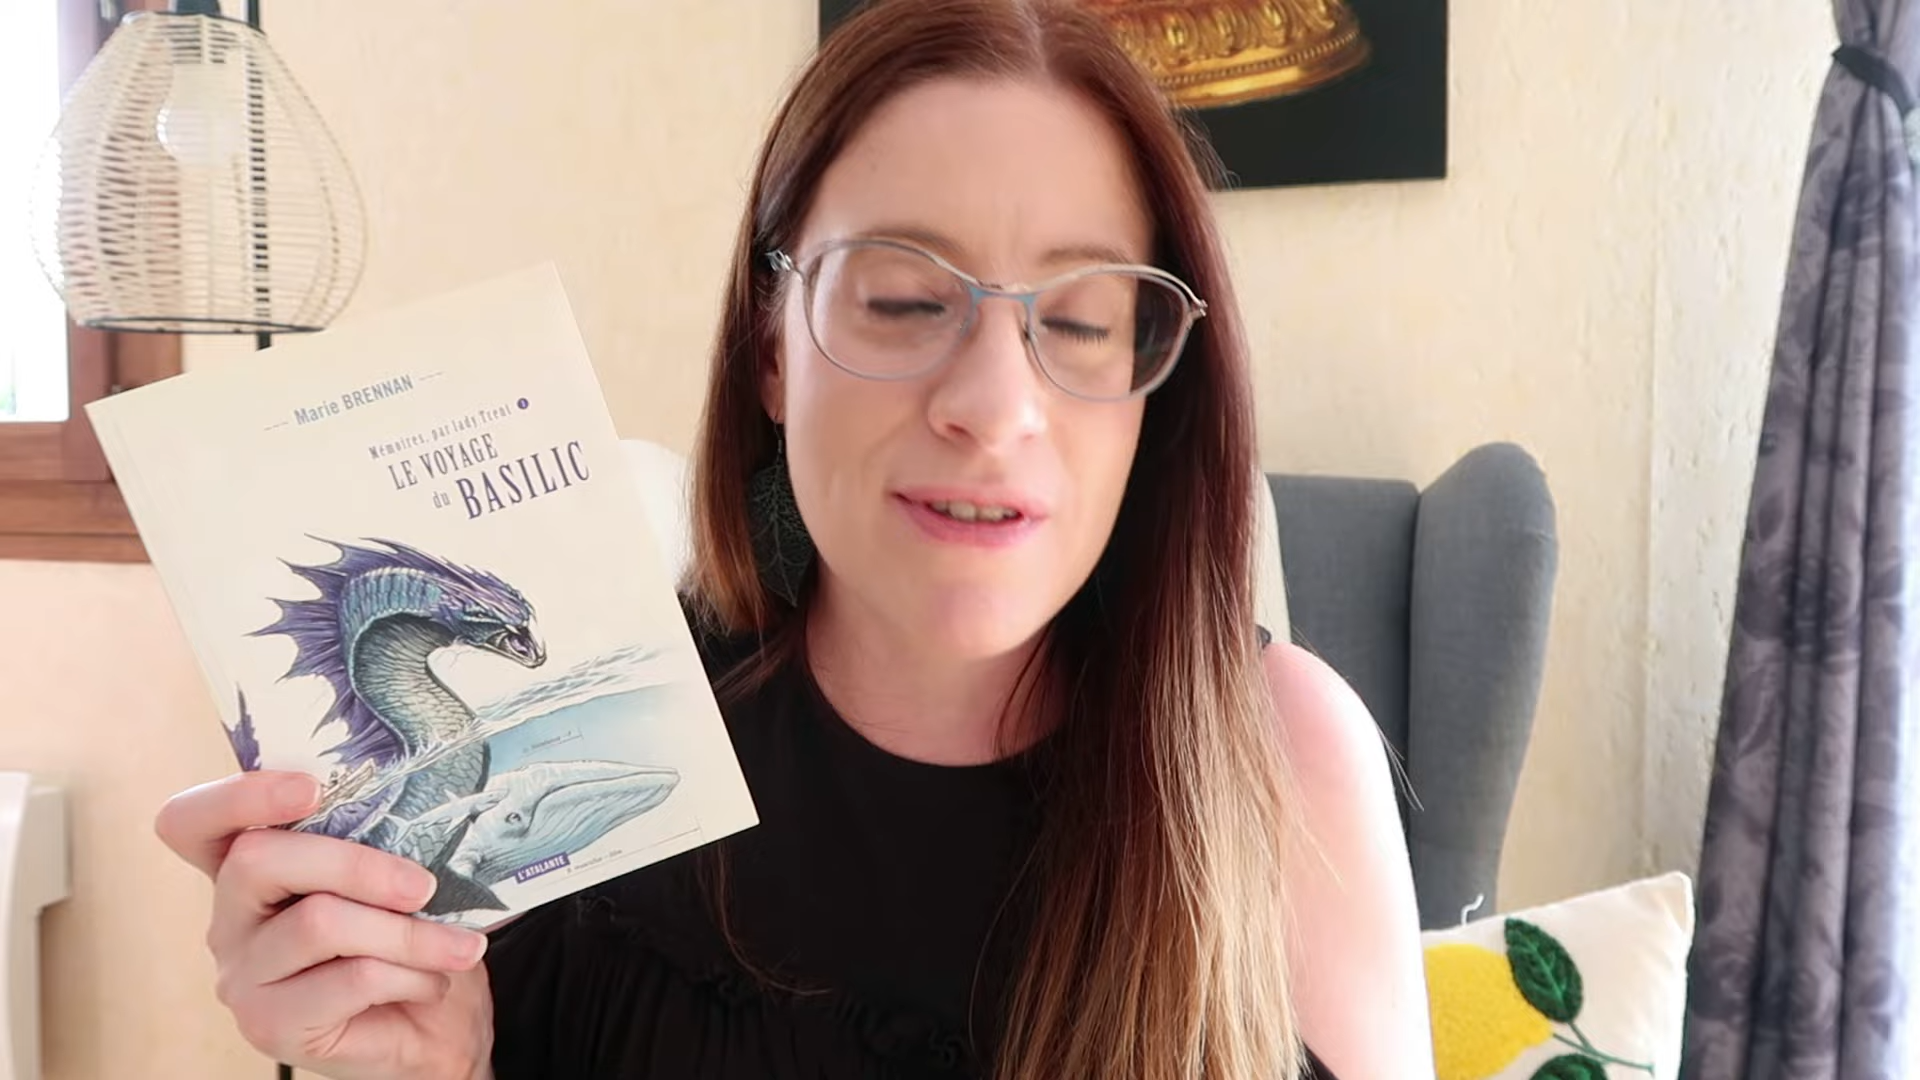 Marie BRENNAN
Mémoires, par lady Trent 3
LE VOYAGE
du BASILIC
L'ATALANTE